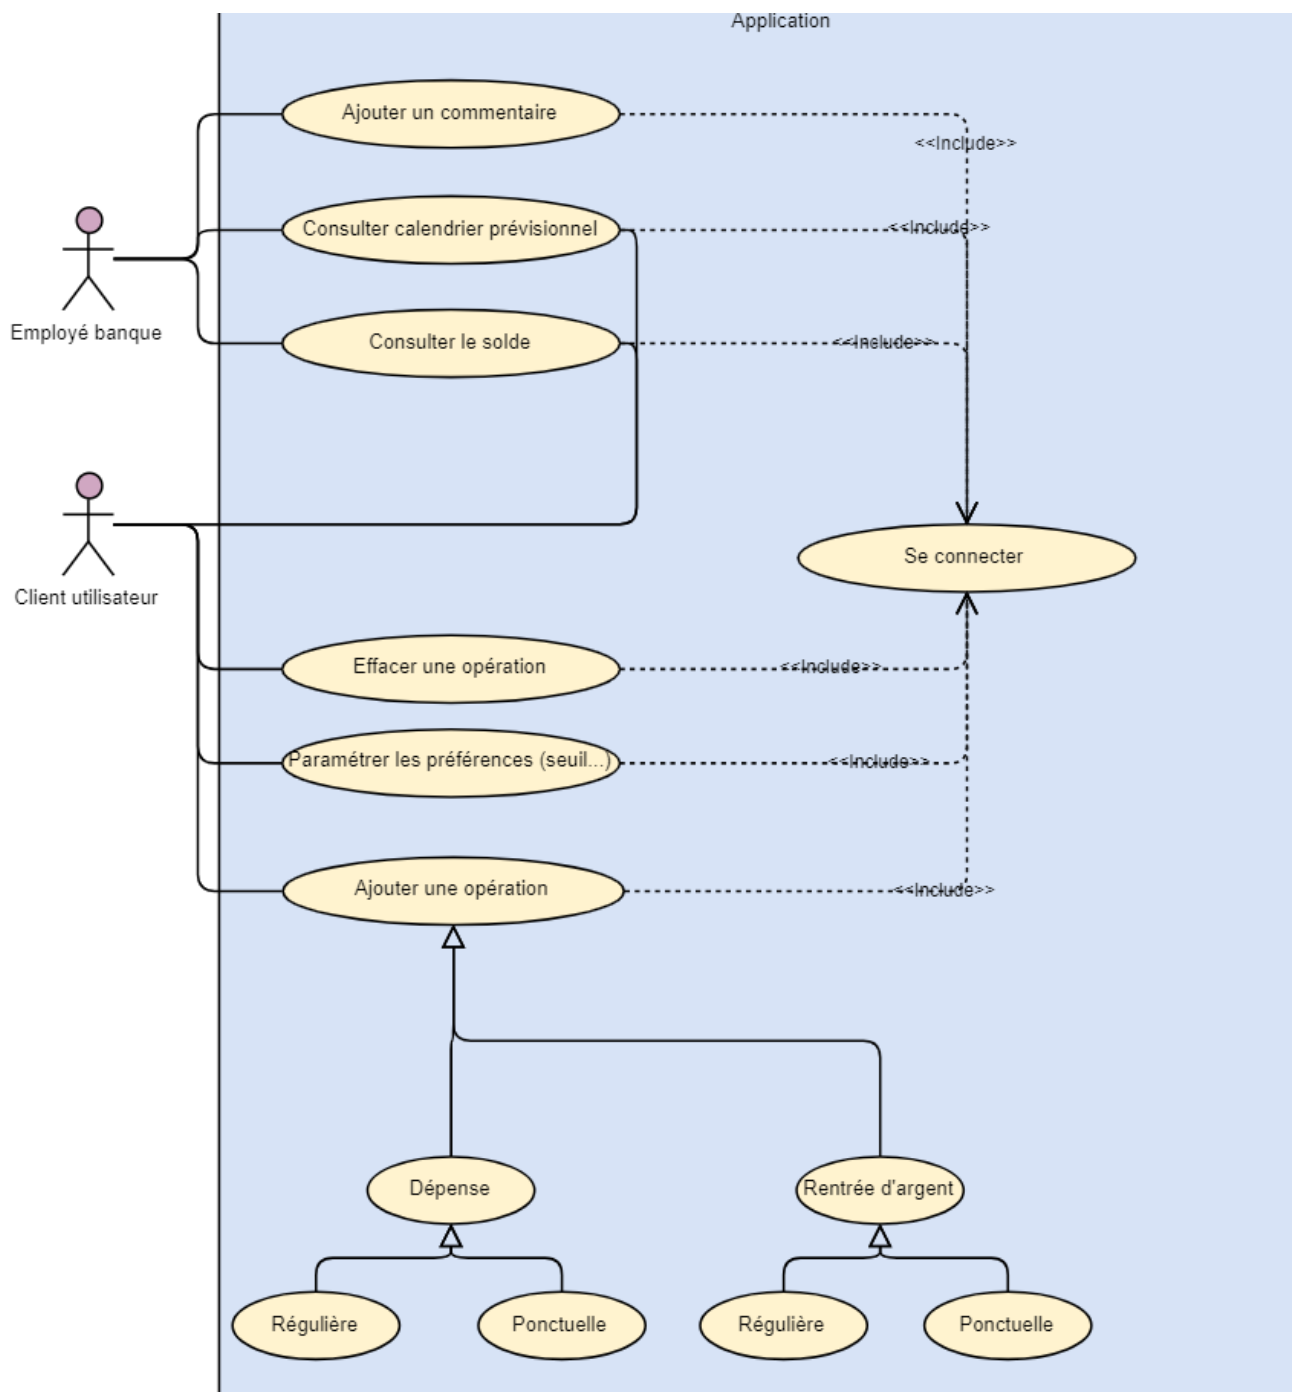 Application
Ajouter un commentaire
<<Include>>
Consulter calendrier prévisionnel
<<Include>>
Employé banque
Consulter le solde
<<Include>>
Se connecter
Client utilisateur
Effacer une opération
<<Include>>
Paramétrer les préférences (seuil...)
<<Include>>
Ajouter une opération
<<Include>>
Dépense
Rentrée d'argent
Régulière
Ponctuelle
Régulière
Ponctuelle